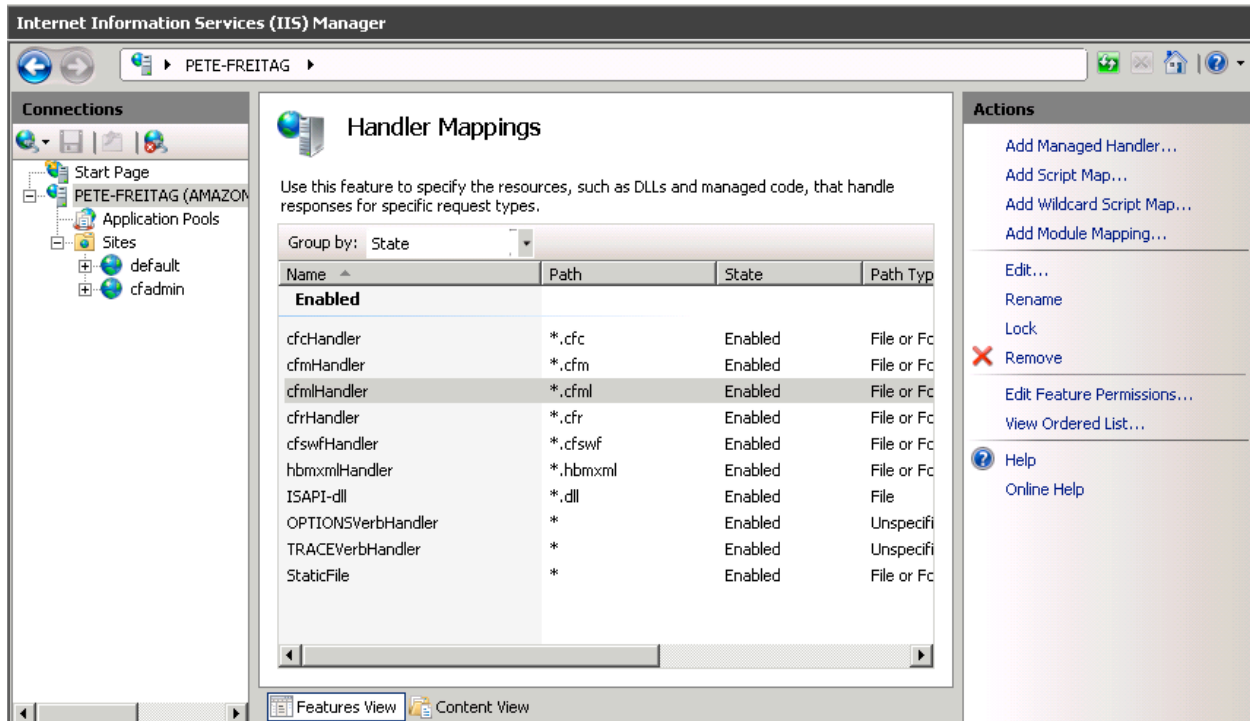 Internet Information Services (IIS) Manager
PETE-FREITAG
Connections
Start Page
PETE-FREITAG (AMAZON
Application Pools
Sites
default
cfadmin
Handler Mappings
Use this feature to specify the resources, such as DLLs and managed code, that handle
responses for specific request types.
Group by: State
Name Path State Path Typ
Enabled
cfcHandler *.cfc Enabled File or Fo
cfmHandler *.cfm Enabled File or Fo
cfmlHandler *.cfml Enabled File or Fo
cfrHandler *.cfr Enabled File or Fo
cfswfHandler *.cfswf Enabled File or Fo
hbmxmlHandler *.hbmxml Enabled File or Fo
ISAPI-dll *.dll Enabled File
OPTIONSVerbHandler * Enabled Unspecifi
TRACEVerbHandler * Enabled Unspecifi
StaticFile * Enabled File or Fo
Features View Content View
Actions
Add Managed Handler...
Add Script Map...
Add Wildcard Script Map...
Add Module Mapping...
Edit...
Rename
Lock
Remove
Edit Feature Permissions...
View Ordered List...
Help
Online Help